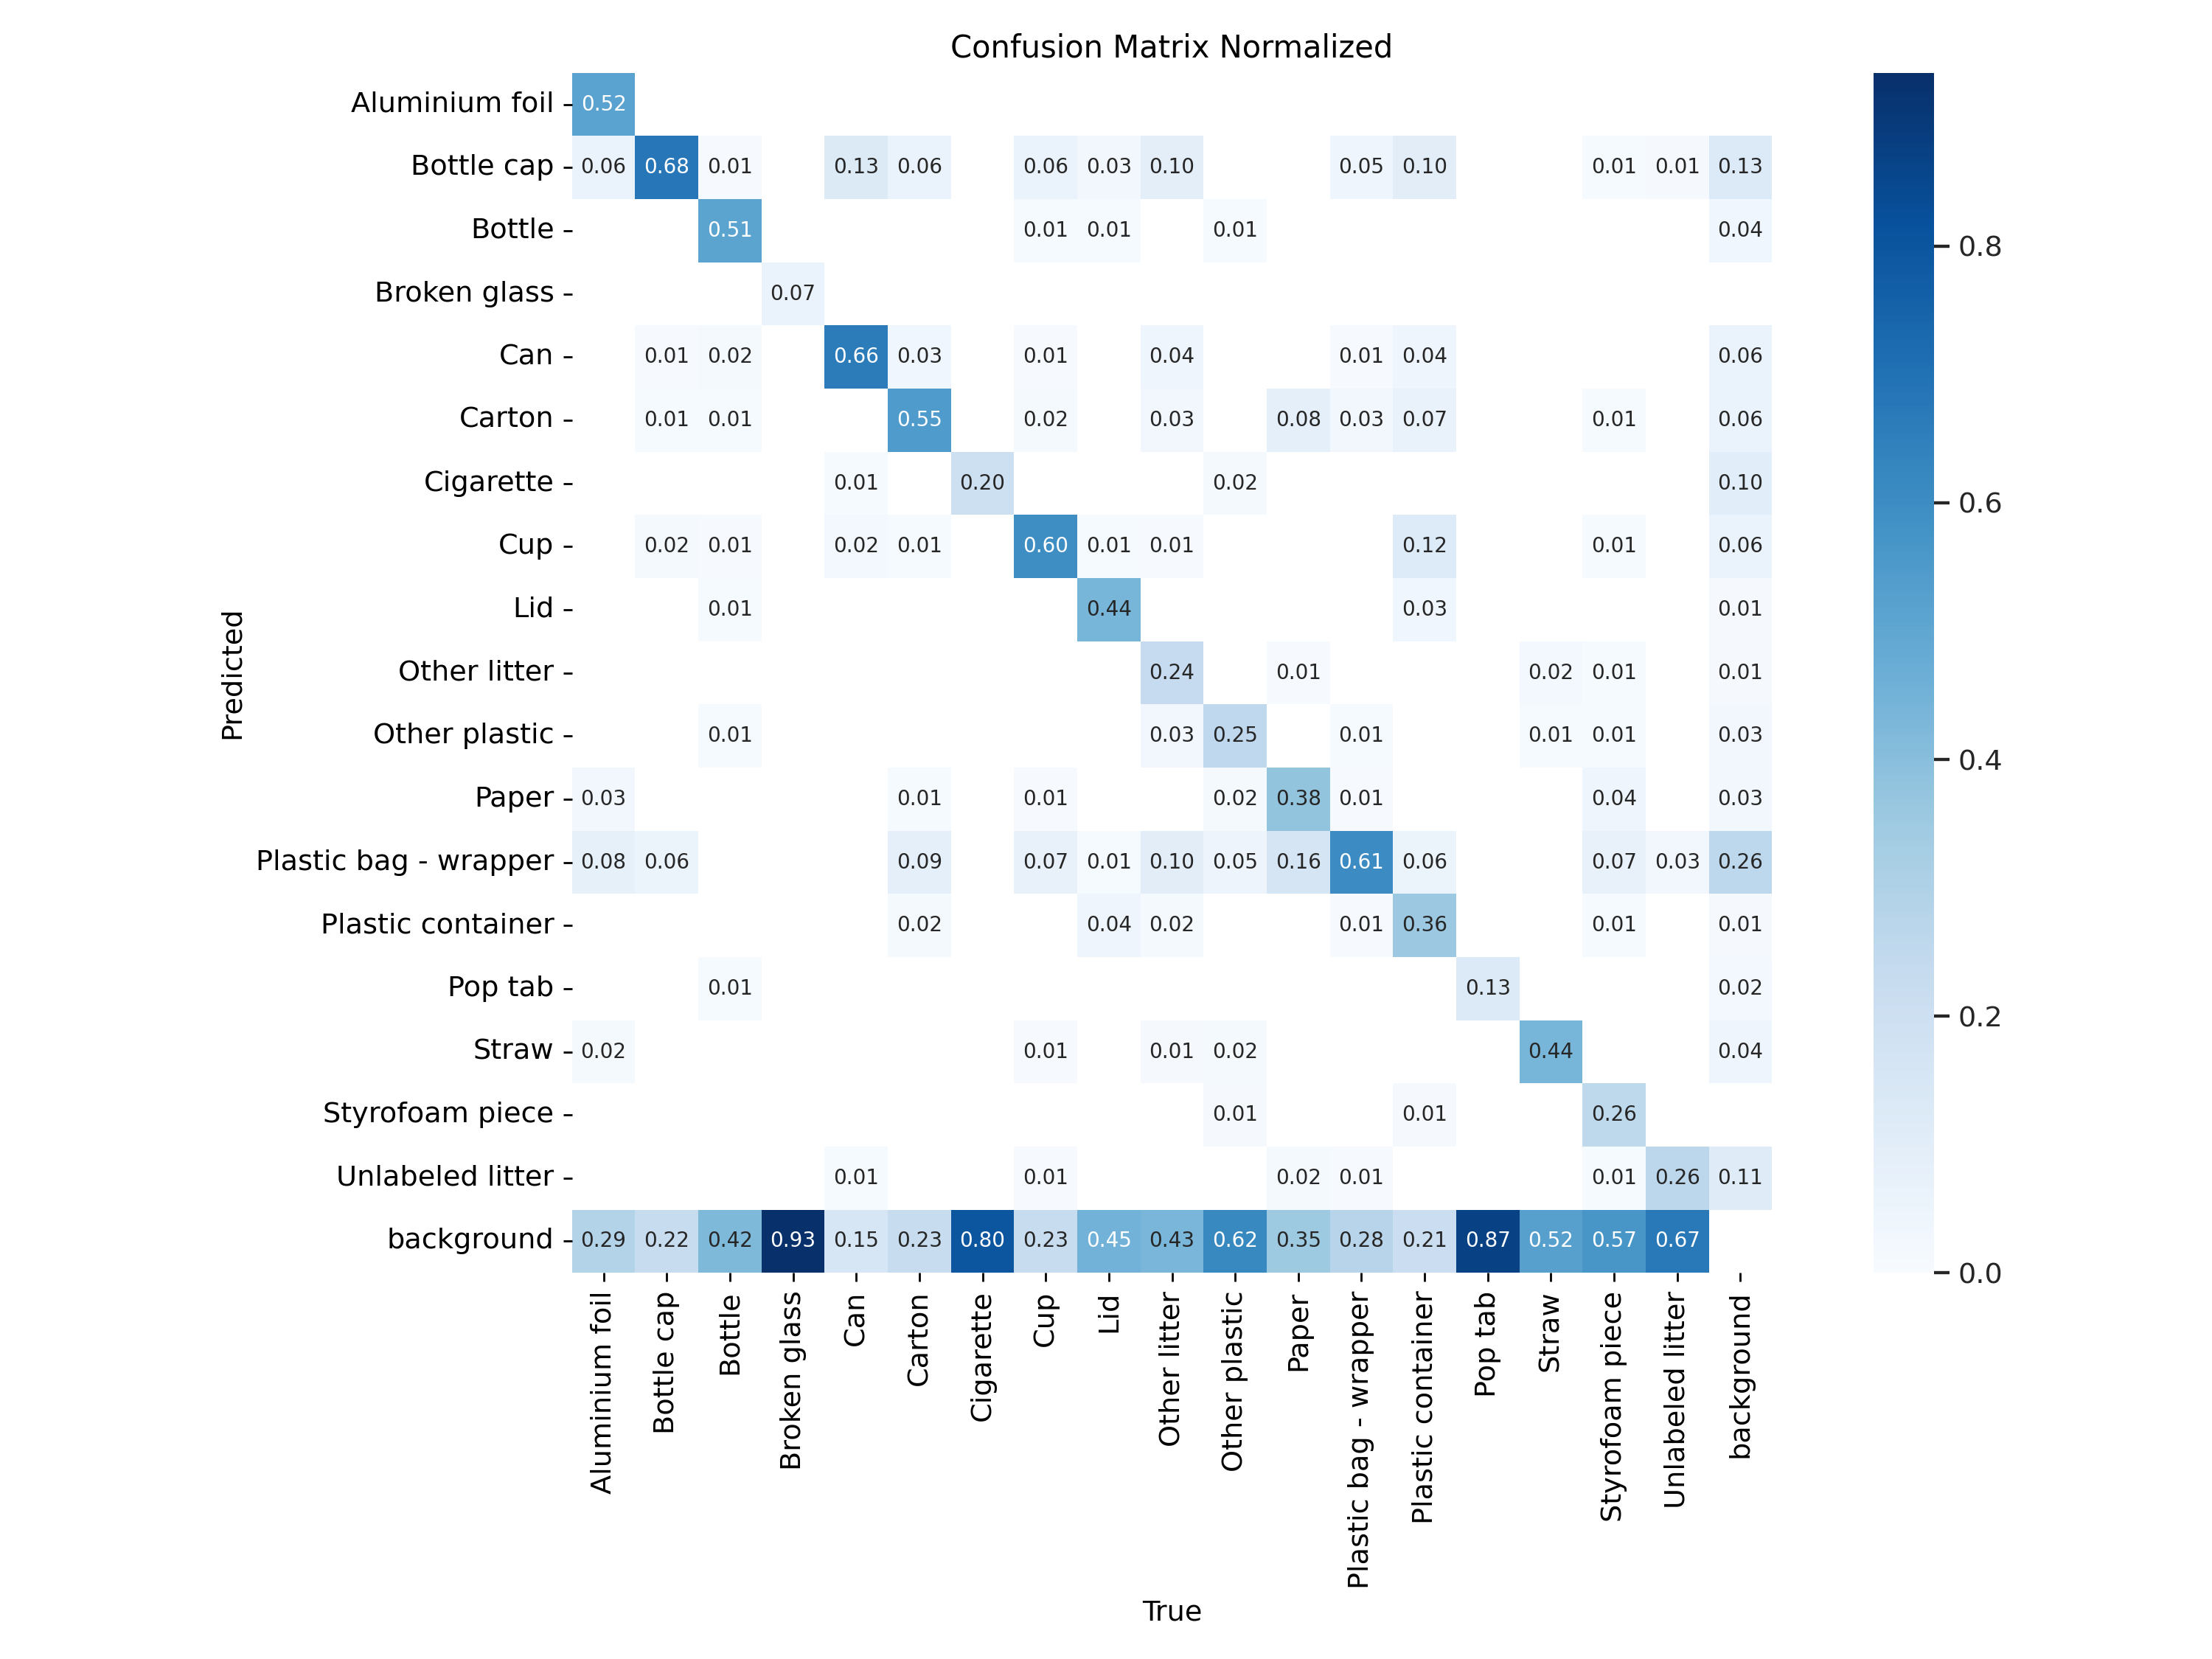 Confusion Matrix Normalized
Aluminium foil 0.52
Bottle cap 0.06 0.68 0.01 0.13 0.06 0.06 0.03 0.10 0.05 0.10 0.01 0.01 0.13
Bottle 0.51 0.01 0.01 0.01 0.04
0.8
Broken glass 0.07
Can 0.01 0.02 0.66 0.03 0.01 0.04 0.01 0.04 0.06
Carton 0.01 0.01 0.55 0.02 0.03 0.08 0.03 0.07 0.01 0.06
Cigarette 0.01 0.20 0.02 0.10
0.6
Cup 0.02 0.01 0.02 0.01 0.60 0.01 0.01 0.12 0.01 0.06
Lid 0.01 0.44 0.03 0.01
Predicted
Other litter 0.24 0.01 0.02 0.01 0.01
Other plastic 0.01 0.03 0.25 0.01 0.01 0.01 0.03
0.4
Paper 0.03 0.01 0.01 0.02 0.38 0.01 0.04 0.03
Plastic bag - wrapper 0.08 0.06 0.09 0.07 0.01 0.10 0.05 0.16 0.61 0.06 0.07 0.03 0.26
Plastic container 0.02 0.04 0.02 0.01 0.36 0.01 0.01
Pop tab 0.01 0.13 0.02
0.2
Straw 0.02 0.01 0.01 0.02 0.44 0.04
Styrofoam piece 0.01 0.01 0.26
Unlabeled litter 0.01 0.01 0.02 0.01 0.01 0.26 0.11
background 0.29 0.22 0.42 0.93 0.15 0.23 0.80 0.23 0.45 0.43 0.62 0.35 0.28 0.21 0.87 0.52 0.57 0.67
0.0
Aluminium foil
Bottle cap
Bottle
Broken glass
Can
Carton
Cigarette
Cup
Lid
Other litter
Other plastic
Paper
Plastic bag - wrapper
Plastic container
Pop tab
Straw
Styrofoam piece
Unlabeled litter
background
True